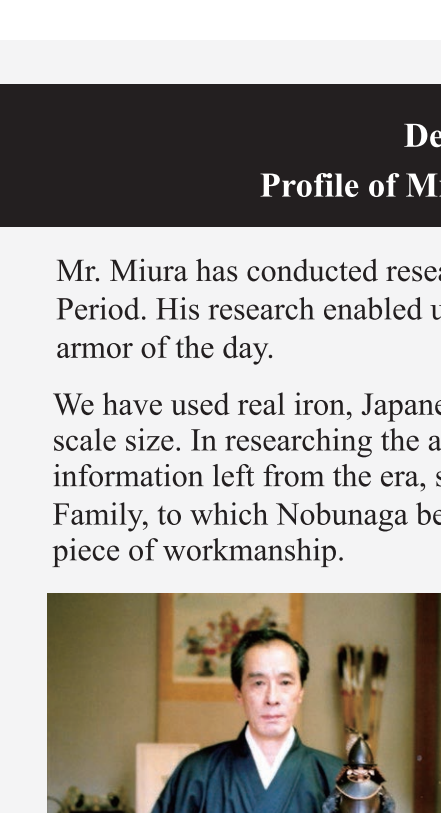 De
Profile of Mi
Mr. Miura has conducted resea
Period. His research enabled u
armor of the day.
We have used real iron, Japane
scale size. In researching the a
information left from the era, s
Family, to which Nobunaga be
piece of workmanship.